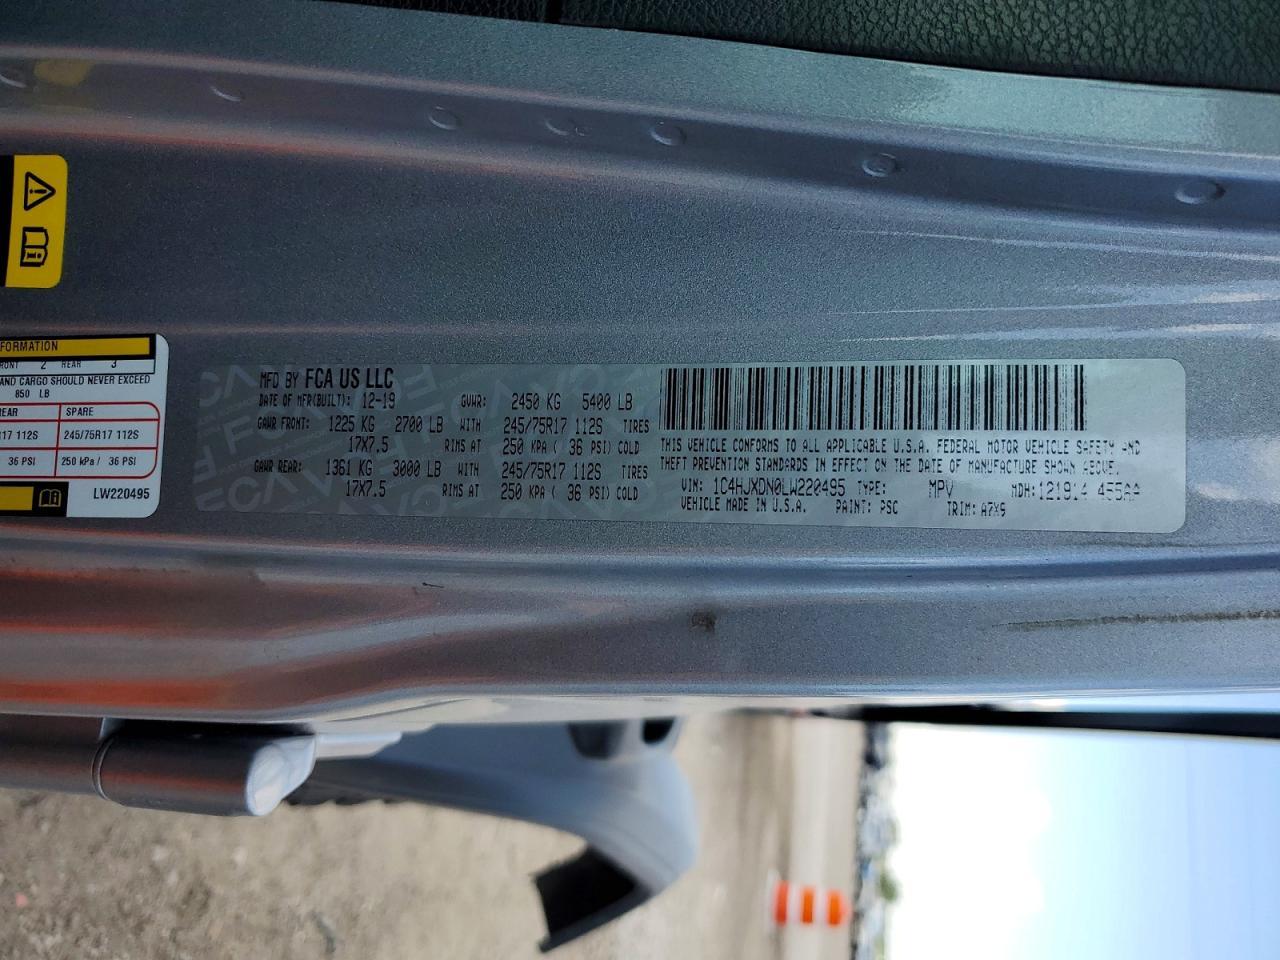 FORMATION
FRONT 2 REAR 3
AND CARGO SHOULD NEVER EXCEED
850 LB
REAR SPARE
R17 112S 245/75R17 112S
36 PSI 250 kPa / 36 PSI
LW220495
MFD BY FCA US LLC
DATE OF MFR(BUILT): 12-19 GVWR: 2450 KG 5400 LB
GAWR FRONT: 1225 KG 2700 LB WITH 245/75R17 112S TIRES
17X7.5 RIMS AT 250 KPA ( 36 PSI) COLD
GAWR REAR: 1361 KG 3000 LB WITH 245/75R17 112S TIRES
17X7.5 RIMS AT 250 KPA ( 36 PSI) COLD
THIS VEHICLE CONFORMS TO ALL APPLICABLE U.S.A. FEDERAL MOTOR VEHICLE SAFETY AND
THEFT PREVENTION STANDARDS IN EFFECT ON THE DATE OF MANUFACTURE SHOWN ABOVE.
VIN: 1C4HJXDN0LW220495 TYPE: MPV MDH: 121914 455AA
VEHICLE MADE IN U.S.A. PAINT: PSC TRIM: A7X9